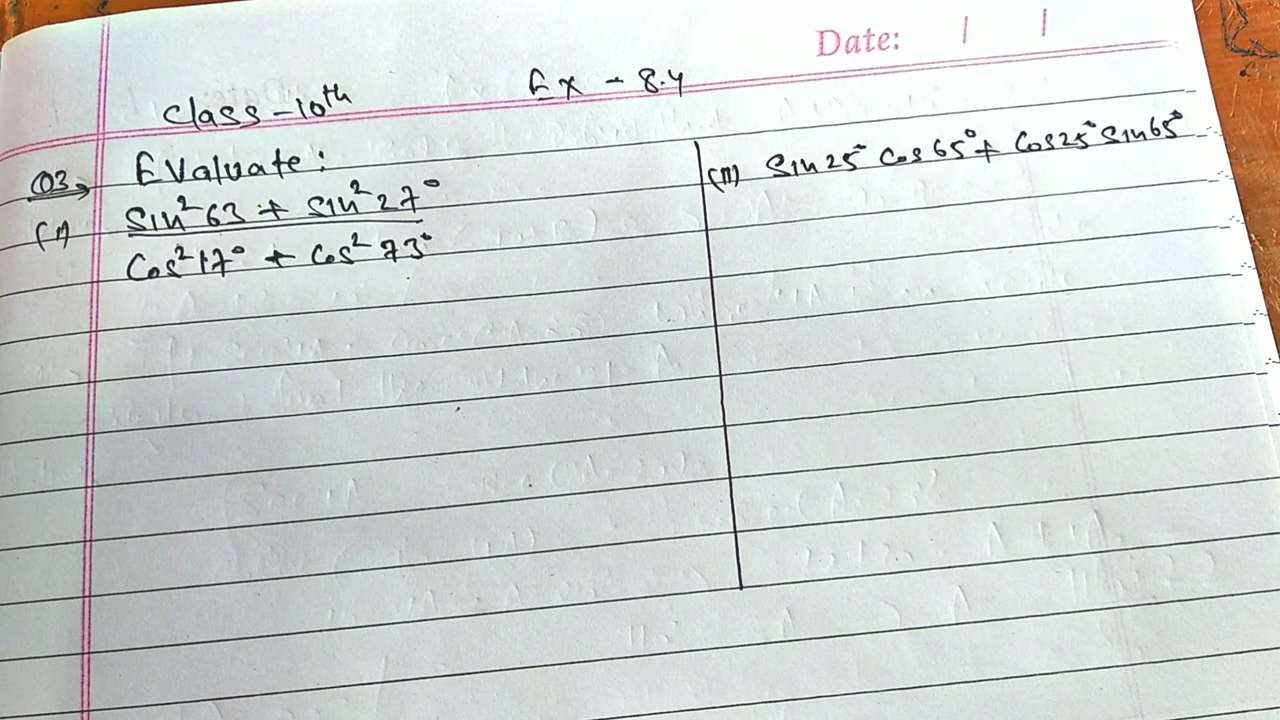 Date: / /
Class-10th Ex - 8.4
Q3, Evaluate:
(i) Sin²63 + Sin²27°
Cos²17° + Cos²73°
(ii) Sin25° Cos65° + Cos25° Sin65°